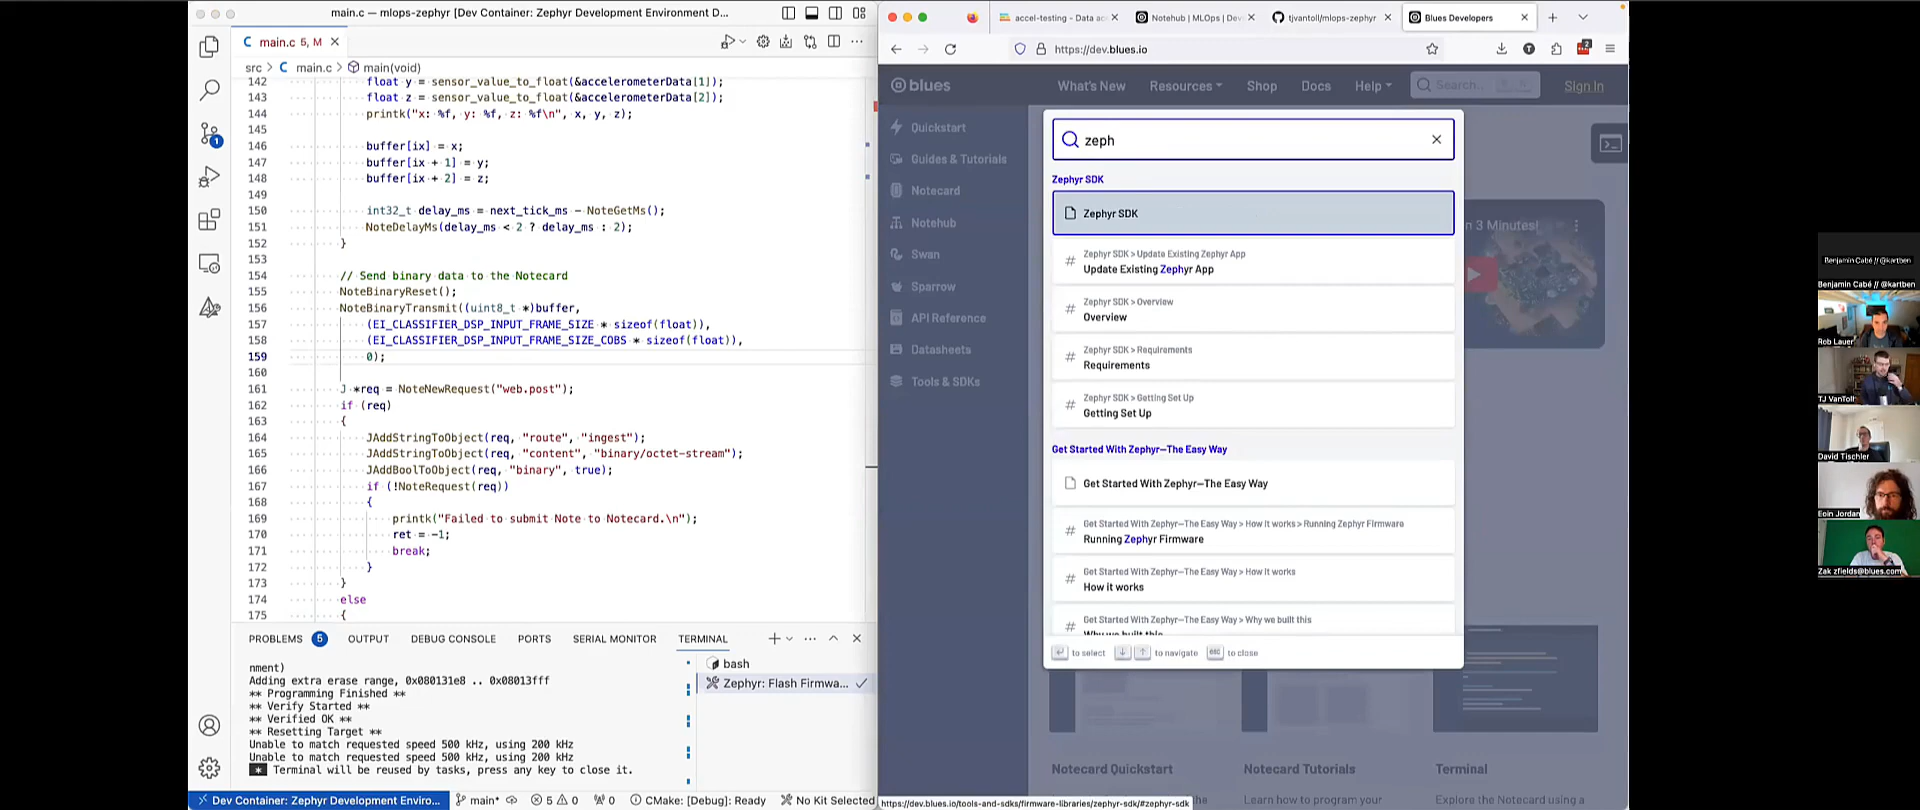 main.c — mlops-zephyr [Dev Container: Zephyr Development Environment D...
main.c 5, M
src > main.c > main(void)
142 float y = sensor_value_to_float(&accelerometerData[1]);
143 float z = sensor_value_to_float(&accelerometerData[2]);
144 printk("x: %f, y: %f, z: %f\n", x, y, z);
145
146 buffer[ix] = x;
147 buffer[ix + 1] = y;
148 buffer[ix + 2] = z;
149
150 int32_t delay_ms = next_tick_ms - NoteGetMs();
151 NoteDelayMs(delay_ms < 2 ? delay_ms : 2);
152 }
153
154 // Send binary data to the Notecard
155 NoteBinaryReset();
156 NoteBinaryTransmit((uint8_t *)buffer,
157 (EI_CLASSIFIER_DSP_INPUT_FRAME_SIZE * sizeof(float)),
158 (EI_CLASSIFIER_DSP_INPUT_FRAME_SIZE_COBS * sizeof(float)),
159 0);
160
161 J *req = NoteNewRequest("web.post");
162 if (req)
163 {
164 JAddStringToObject(req, "route", "ingest");
165 JAddStringToObject(req, "content", "binary/octet-stream");
166 JAddBoolToObject(req, "binary", true);
167 if (!NoteRequest(req))
168 {
169 printk("Failed to submit Note to Notecard.\n");
170 ret = -1;
171 break;
172 }
173 }
174 else
175 {
PROBLEMS 5 OUTPUT DEBUG CONSOLE PORTS SERIAL MONITOR TERMINAL
nment)
Adding extra erase range, 0x080131e8 .. 0x08013fff
** Programming Finished **
** Verify Started **
** Verified OK **
** Resetting Target **
Unable to match requested speed 500 kHz, using 200 kHz
Unable to match requested speed 500 kHz, using 200 kHz
* Terminal will be reused by tasks, press any key to close it.
bash
Zephyr: Flash Firmwa...
Dev Container: Zephyr Development Enviro... main* 5 0 0 CMake: [Debug]: Ready No Kit Selected
accel-testing - Data ac
Notehub | MLOps | Dev
tjvantoll/mlops-zephyr
Blues Developers
https://dev.blues.io
blues
What's New Resources Shop Docs Help Search... Sign In
Quickstart
Guides & Tutorials
Notecard
Notehub
Swan
Sparrow
API Reference
Datasheets
Tools & SDKs
zeph
Zephyr SDK
Zephyr SDK
Zephyr SDK > Update Existing Zephyr App
Update Existing Zephyr App
Zephyr SDK > Overview
Overview
Zephyr SDK > Requirements
Requirements
Zephyr SDK > Getting Set Up
Getting Set Up
Get Started With Zephyr—The Easy Way
Get Started With Zephyr—The Easy Way
Get Started With Zephyr—The Easy Way > How It works > Running Zephyr Firmware
Running Zephyr Firmware
Get Started With Zephyr—The Easy Way > How It works
How it works
Get Started With Zephyr—The Easy Way > Why we built this
Why we built this
to select to navigate esc to close
n 3 Minutes!
Notecard Quickstart
Notecard Tutorials
Terminal
Learn how to program your
Explore the Notecard using a
https://dev.blues.io/tools-and-sdks/firmware-libraries/zephyr-sdk/#zephyr-sdk
Benjamin Cabé // @kartben
Benjamin Cabé // @kartben
Rob Lauer
TJ VanToll
David Tischler
Eoin Jordan
Zak zfields@blues.com